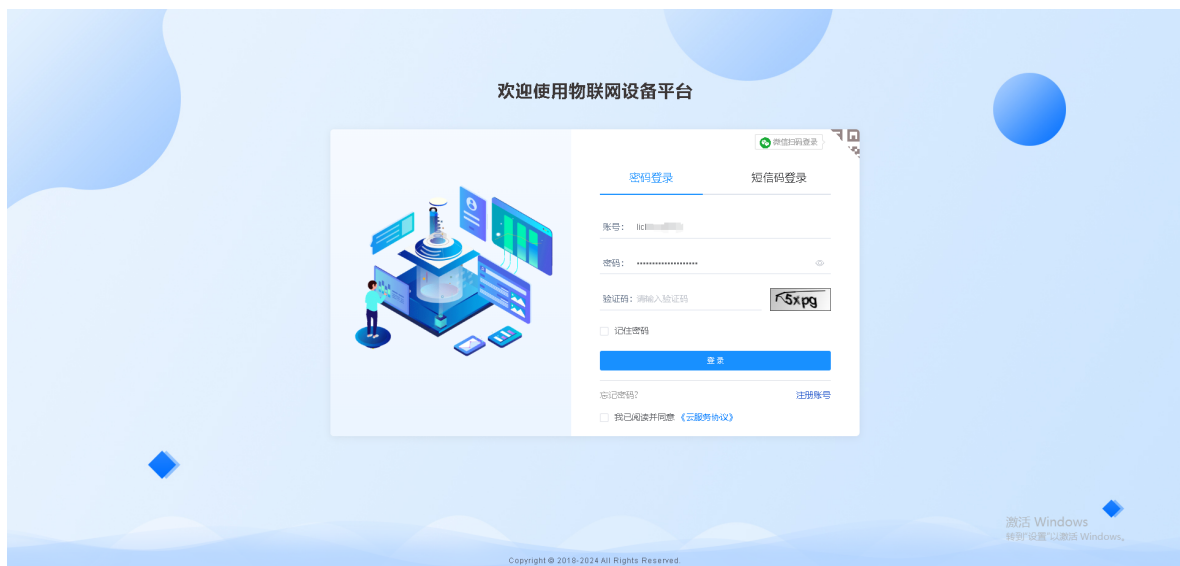 欢迎使用物联网设备平台
微信扫码登录
密码登录 短信码登录
账号： licl
密码： ••••••••••••••••••••
验证码： 请输入验证码 5xpg
记住密码
登 录
忘记密码? 注册账号
我已阅读并同意 《云服务协议》
激活 Windows
转到"设置"以激活 Windows。
Copyright © 2018-2024 All Rights Reserved.